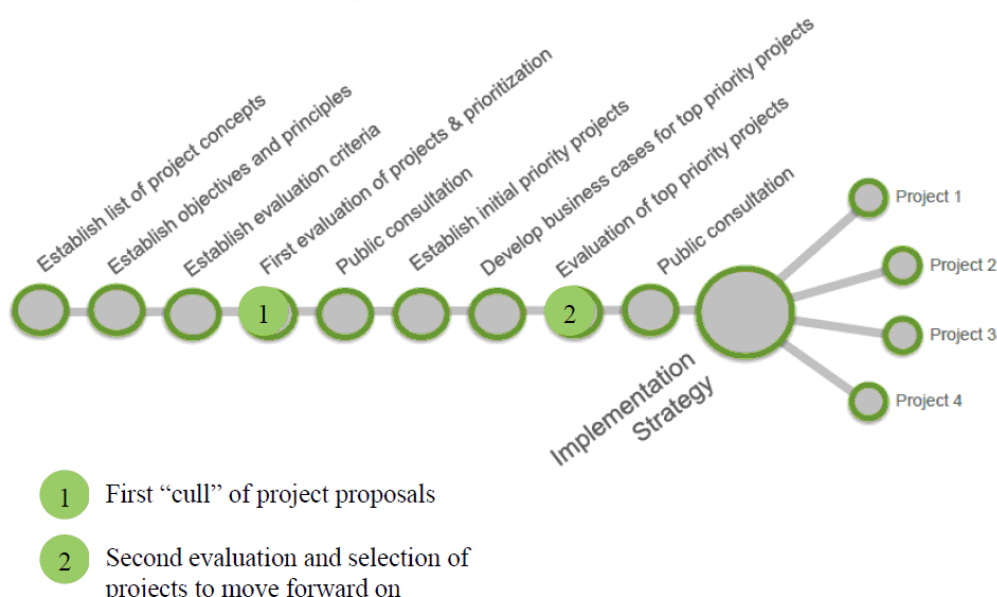 Establish list of project concepts
Establish objectives and principles
Establish evaluation criteria
First evaluation of projects & prioritization
Public consultation
Establish initial priority projects
Develop business cases for top priority projects
Evaluation of top priority projects
Public consultation
1
2
Implementation
Strategy
Project 1
Project 2
Project 3
Project 4
1 First “cull” of project proposals
2 Second evaluation and selection of
projects to move forward on